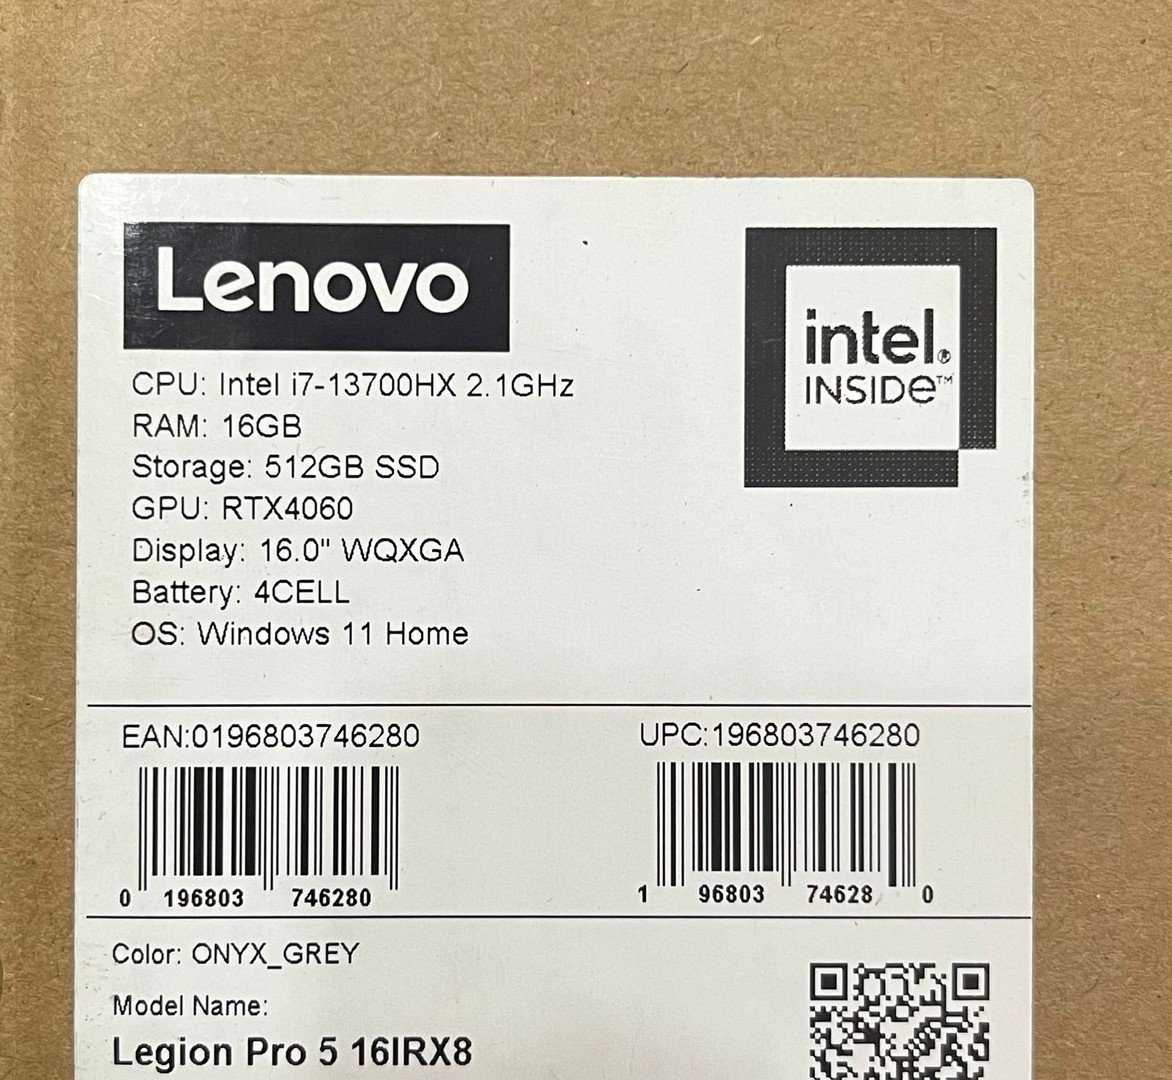 Lenovo
intel®
INSIDe™
CPU: Intel i7-13700HX 2.1GHz
RAM: 16GB
Storage: 512GB SSD
GPU: RTX4060
Display: 16.0" WQXGA
Battery: 4CELL
OS: Windows 11 Home
EAN:0196803746280
UPC:196803746280
0 196803 746280
1 96803 74628 0
Color: ONYX_GREY
Model Name:
Legion Pro 5 16IRX8